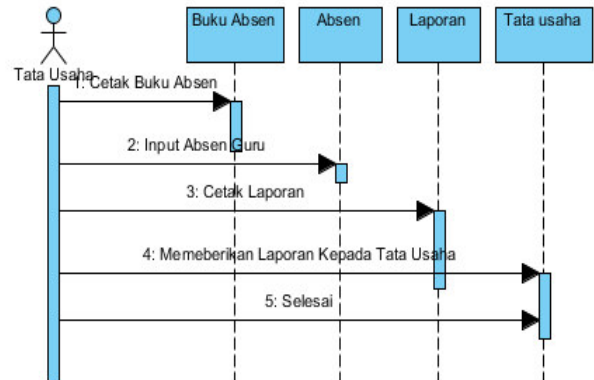 Buku Absen
Absen
Laporan
Tata usaha
Tata Usaha
1: Cetak Buku Absen
2: Input Absen Guru
3: Cetak Laporan
4: Memeberikan Laporan Kepada Tata Usaha
5: Selesai